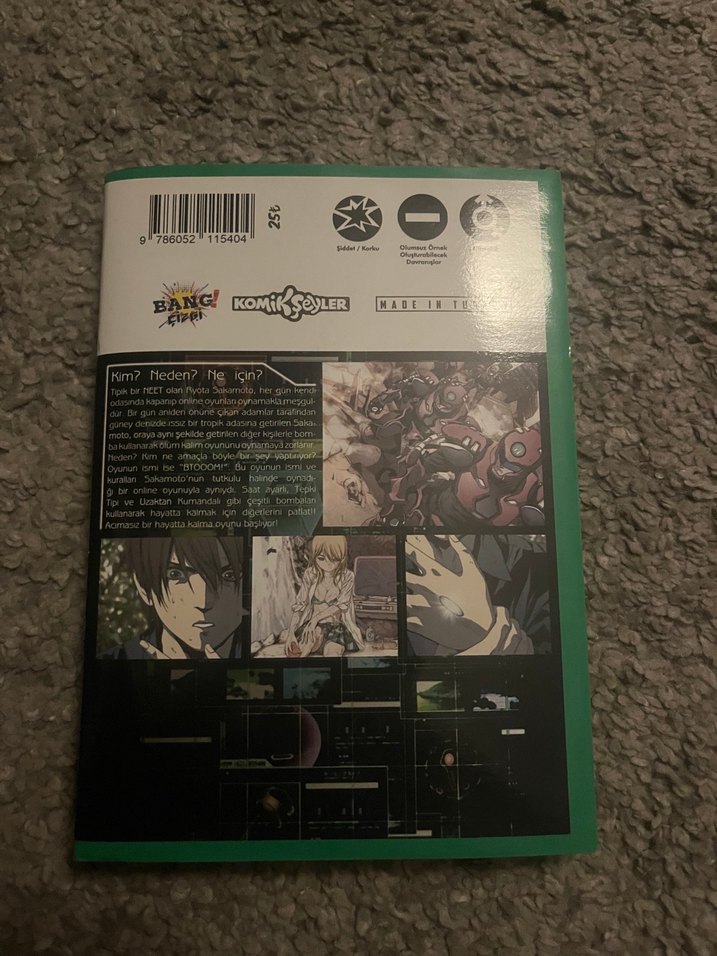 9 786052 115404
25₺
Şiddet / Korku
Olumsuz Örnek
Oluşturabilecek
Davranışlar
BANG!
ÇİZGİ
KOMİKŞEYLER
MADE IN
Kim? Neden? Ne için?
Tipik bir NEET olan Ryota Sakamoto, her gün kendi
odasında kapanıp online oyunları oynamakla meşgul-
dür. Bir gün aniden önüne çıkan adamlar tarafından
güney denizde ıssız bir tropik adasına getirilen Saka-
moto, oraya aynı şekilde getirilen diğer kişilerle bom-
ba kullanarak ölüm kalım oyununu oynamaya zorlanır.
Neden? Kim ne amaçla böyle bir şey yaptırıyor?
Oyunun ismi ise "BTOOOM!". Bu oyunun ismi ve
kuralları Sakamoto'nun tutkulu halinde oynadı-
ğı bir online oyunuyla aynıydı. Saat ayarlı, Tepki
Tipi ve Uzaktan Kumandalı gibi çeşitli bombaları
kullanarak hayatta kalmak için diğerlerini patlat!!
Acımasız bir hayatta kalma oyunu başlıyor!